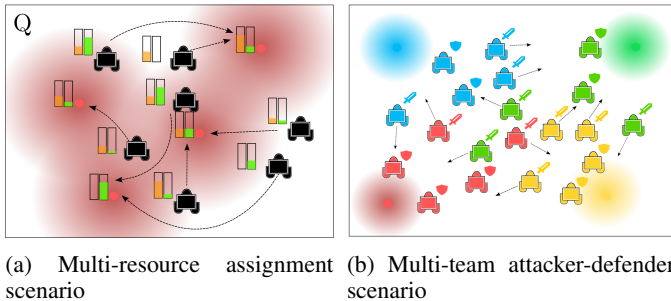 Q
(a) Multi-resource assignment scenario
(b) Multi-team attacker-defender scenario